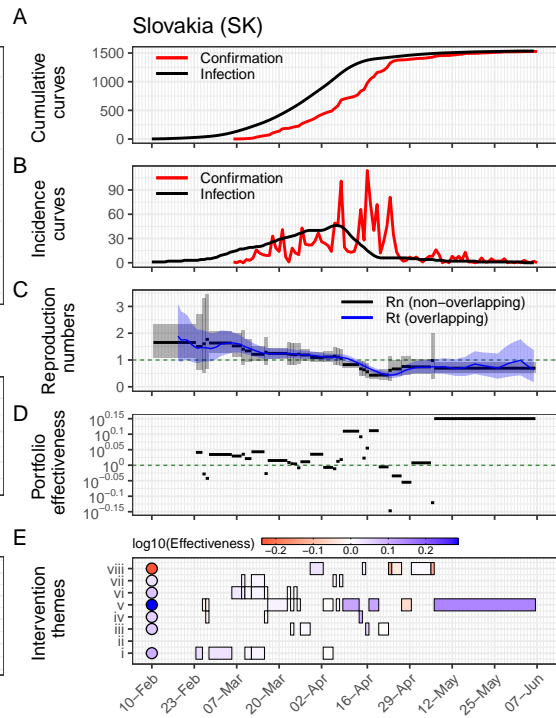 A
Slovakia (SK)
Cumulative curves
1500
1000
500
0
Confirmation
Infection
B
Incidence curves
90
60
30
0
Confirmation
Infection
C
Reproduction numbers
3
2
1
0
Rn (non-overlapping)
Rt (overlapping)
D
Portfolio effectiveness
10^0.15
10^0.1
10^0.05
10^0
10^−0.05
10^−0.1
10^−0.15
E
log10(Effectiveness)
−0.2 −0.1 0.0 0.1 0.2
Intervention themes
viii
vii
vi
v
iv
iii
ii
i
10−Feb 23−Feb 07−Mar 20−Mar 02−Apr 16−Apr 29−Apr 12−May 25−May 07−Jun